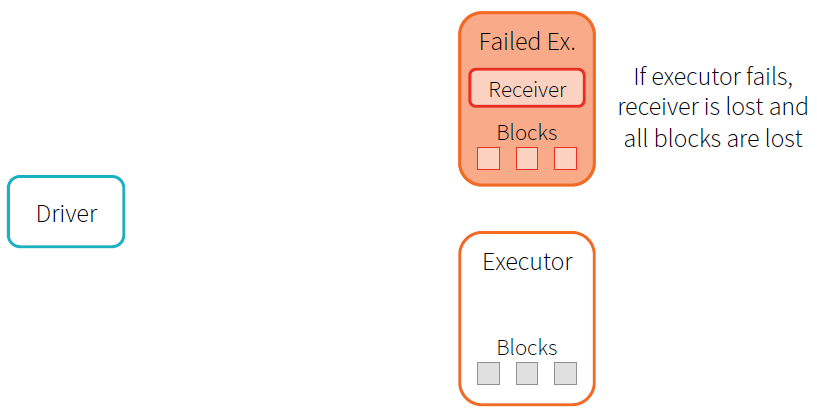 Failed Ex.
Receiver
Blocks
If executor fails,
receiver is lost and
all blocks are lost
Driver
Executor
Blocks